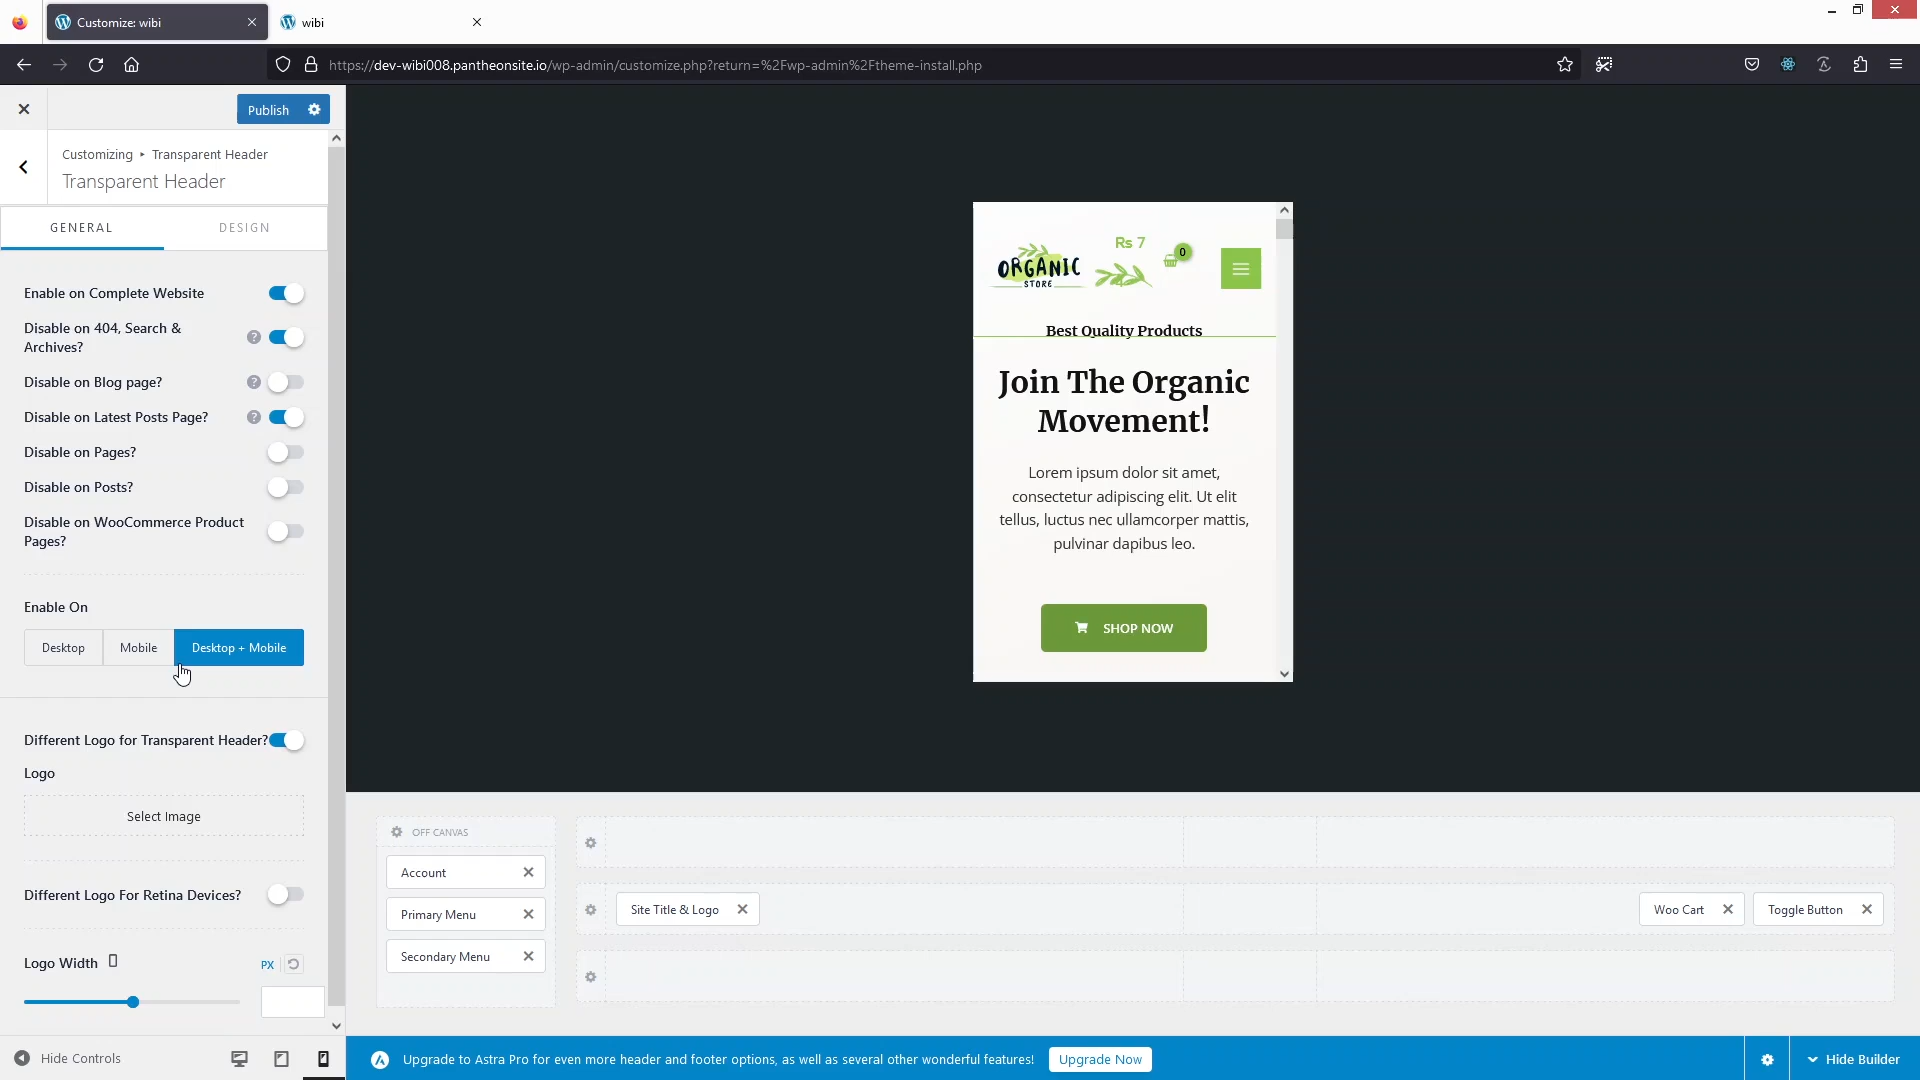 Customize: wibi
wibi
https://dev-wibi008.pantheonsite.io/wp-admin/customize.php?return=%2Fwp-admin%2Ftheme-install.php
Publish
Customizing ▸ Transparent Header
Transparent Header
GENERAL
DESIGN
Enable on Complete Website
Disable on 404, Search &
Archives?
?
Disable on Blog page?
?
Disable on Latest Posts Page?
?
Disable on Pages?
Disable on Posts?
Disable on WooCommerce Product
Pages?
Enable On
Desktop
Mobile
Desktop + Mobile
Different Logo for Transparent Header?
Logo
Select Image
Different Logo For Retina Devices?
Logo Width
PX
Hide Controls
ORGANIC
STORE
Rs 7
0
Best Quality Products
Join The Organic
Movement!
Lorem ipsum dolor sit amet,
consectetur adipiscing elit. Ut elit
tellus, luctus nec ullamcorper mattis,
pulvinar dapibus leo.
SHOP NOW
OFF CANVAS
Account
Primary Menu
Secondary Menu
Site Title & Logo
Woo Cart
Toggle Button
Upgrade to Astra Pro for even more header and footer options, as well as several other wonderful features!
Upgrade Now
Hide Builder